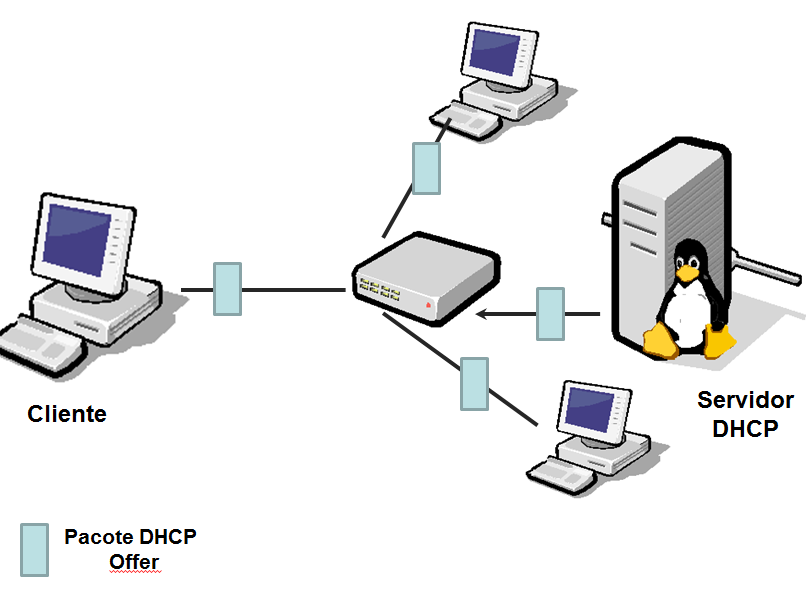 Cliente
Servidor
DHCP
Pacote DHCP
Offer